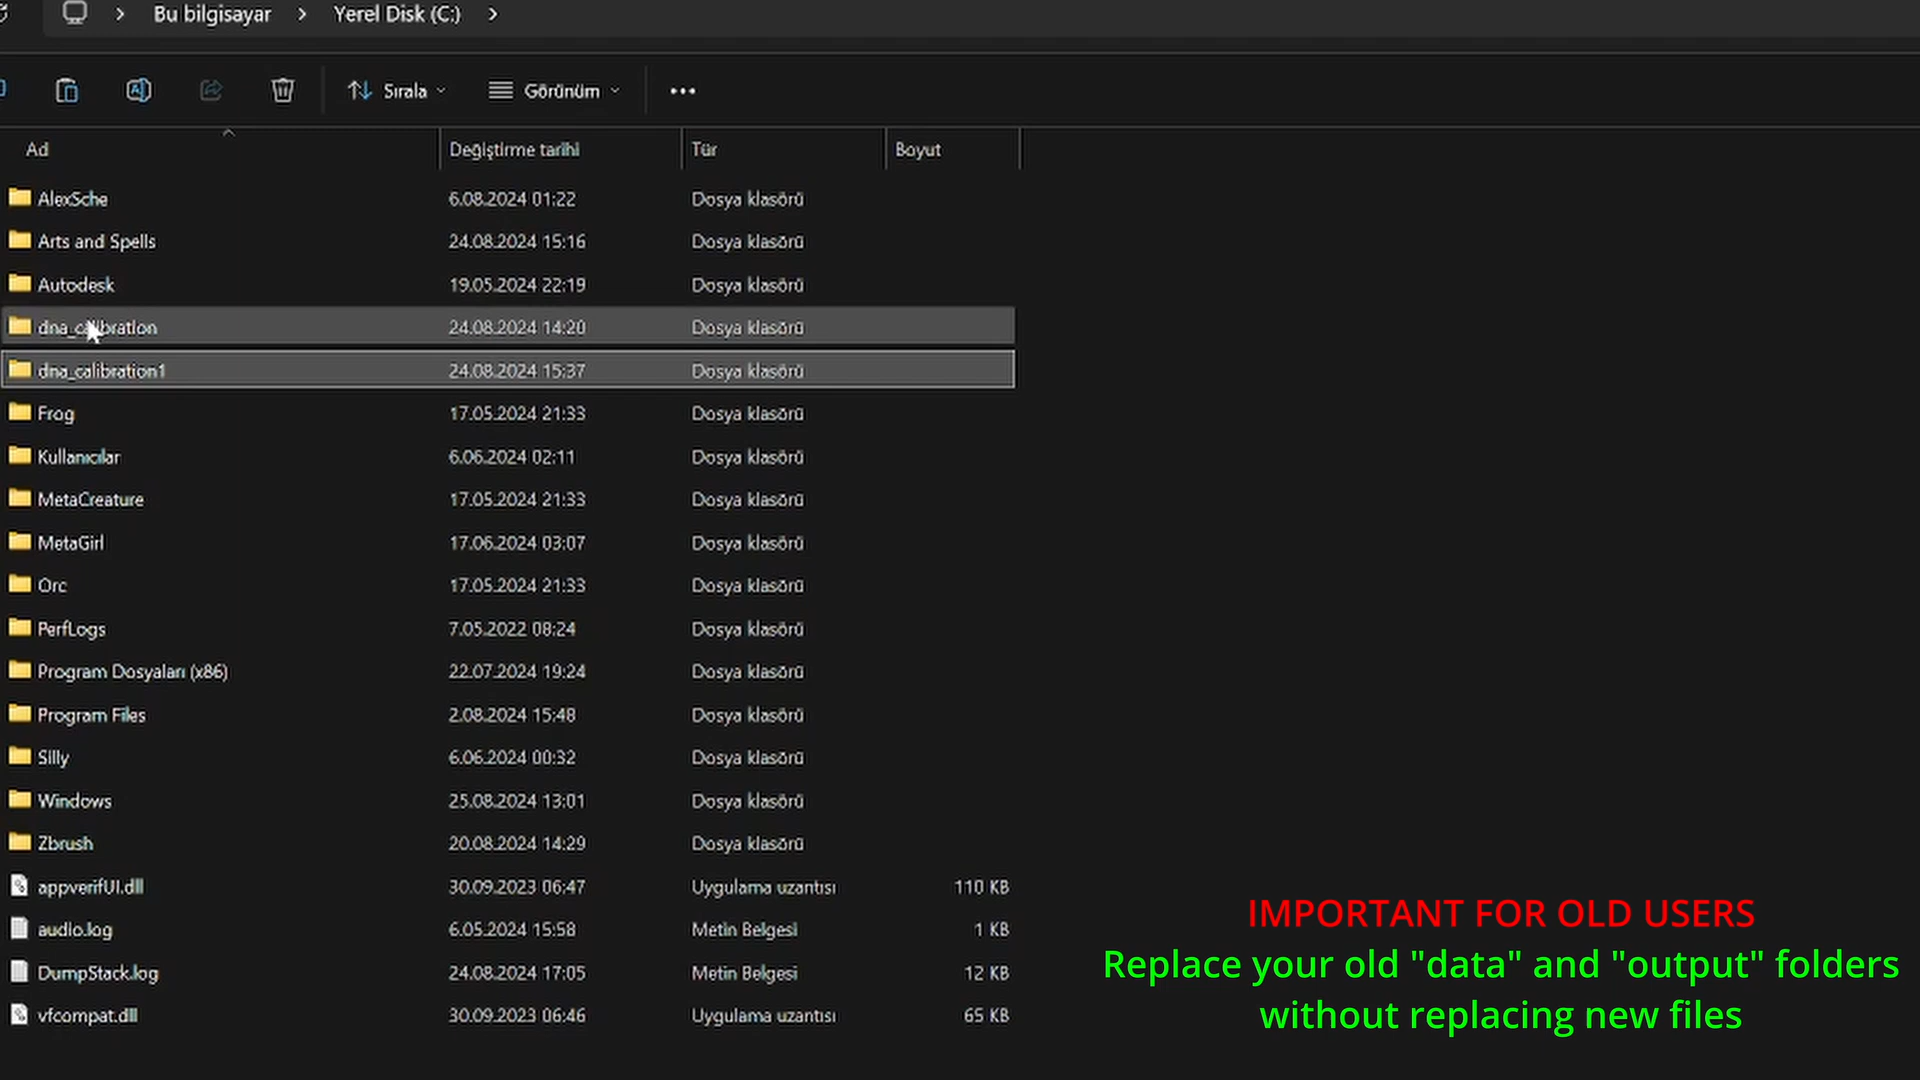 Bu bilgisayar > Yerel Disk (C:) >
Sırala Görünüm
Ad Değiştirme tarihi Tür Boyut
AlexSche 6.08.2024 01:22 Dosya klasörü
Arts and Spells 24.08.2024 15:16 Dosya klasörü
Autodesk 19.05.2024 22:19 Dosya klasörü
dna_calibration 24.08.2024 14:20 Dosya klasörü
dna_calibration1 24.08.2024 15:37 Dosya klasörü
Frog 17.05.2024 21:33 Dosya klasörü
Kullanıcılar 6.06.2024 02:11 Dosya klasörü
MetaCreature 17.05.2024 21:33 Dosya klasörü
MetaGirl 17.06.2024 03:07 Dosya klasörü
Orc 17.05.2024 21:33 Dosya klasörü
PerfLogs 7.05.2022 08:24 Dosya klasörü
Program Dosyaları (x86) 22.07.2024 19:24 Dosya klasörü
Program Files 2.08.2024 15:48 Dosya klasörü
Silly 6.06.2024 00:32 Dosya klasörü
Windows 25.08.2024 13:01 Dosya klasörü
Zbrush 20.08.2024 14:29 Dosya klasörü
appverifUI.dll 30.09.2023 06:47 Uygulama uzantısı 110 KB
audio.log 6.05.2024 15:58 Metin Belgesi 1 KB
DumpStack.log 24.08.2024 17:05 Metin Belgesi 12 KB
vfcompat.dll 30.09.2023 06:46 Uygulama uzantısı 65 KB
IMPORTANT FOR OLD USERS
Replace your old "data" and "output" folders
without replacing new files